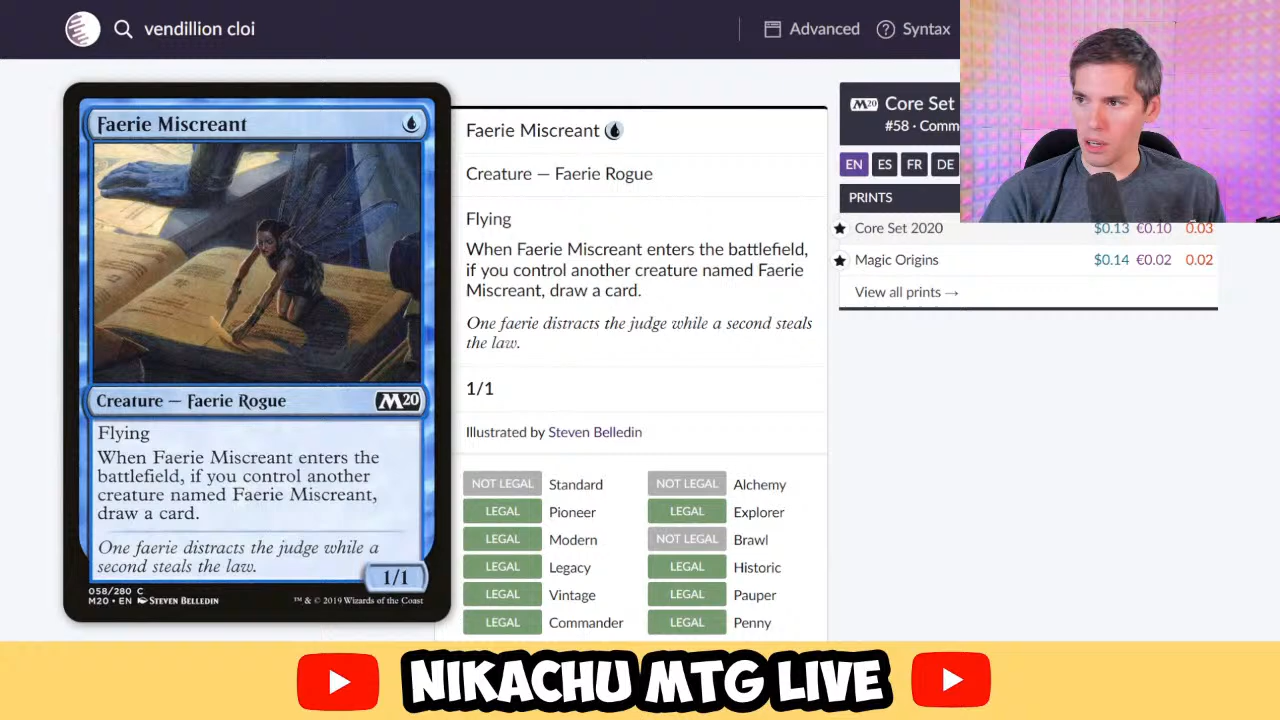 vendillion cloi
Advanced
Syntax
Faerie Miscreant
Creature — Faerie Rogue
M20
Flying
When Faerie Miscreant enters the
battlefield, if you control another
creature named Faerie Miscreant,
draw a card.
One faerie distracts the judge while a
second steals the law.
1/1
058/280 C
M20 • EN Steven Belledin
™ & © 2019 Wizards of the Coast
Faerie Miscreant
Creature — Faerie Rogue
Flying
When Faerie Miscreant enters the battlefield,
if you control another creature named Faerie
Miscreant, draw a card.
One faerie distracts the judge while a second steals
the law.
1/1
Illustrated by Steven Belledin
NOT LEGAL Standard NOT LEGAL Alchemy
LEGAL Pioneer LEGAL Explorer
LEGAL Modern NOT LEGAL Brawl
LEGAL Legacy LEGAL Historic
LEGAL Vintage LEGAL Pauper
LEGAL Commander LEGAL Penny
M20 Core Set
#58 · Comm
EN ES FR DE
PRINTS
Core Set 2020 $0.13 €0.10 0.03
Magic Origins $0.14 €0.02 0.02
View all prints →
NIKACHU MTG LIVE